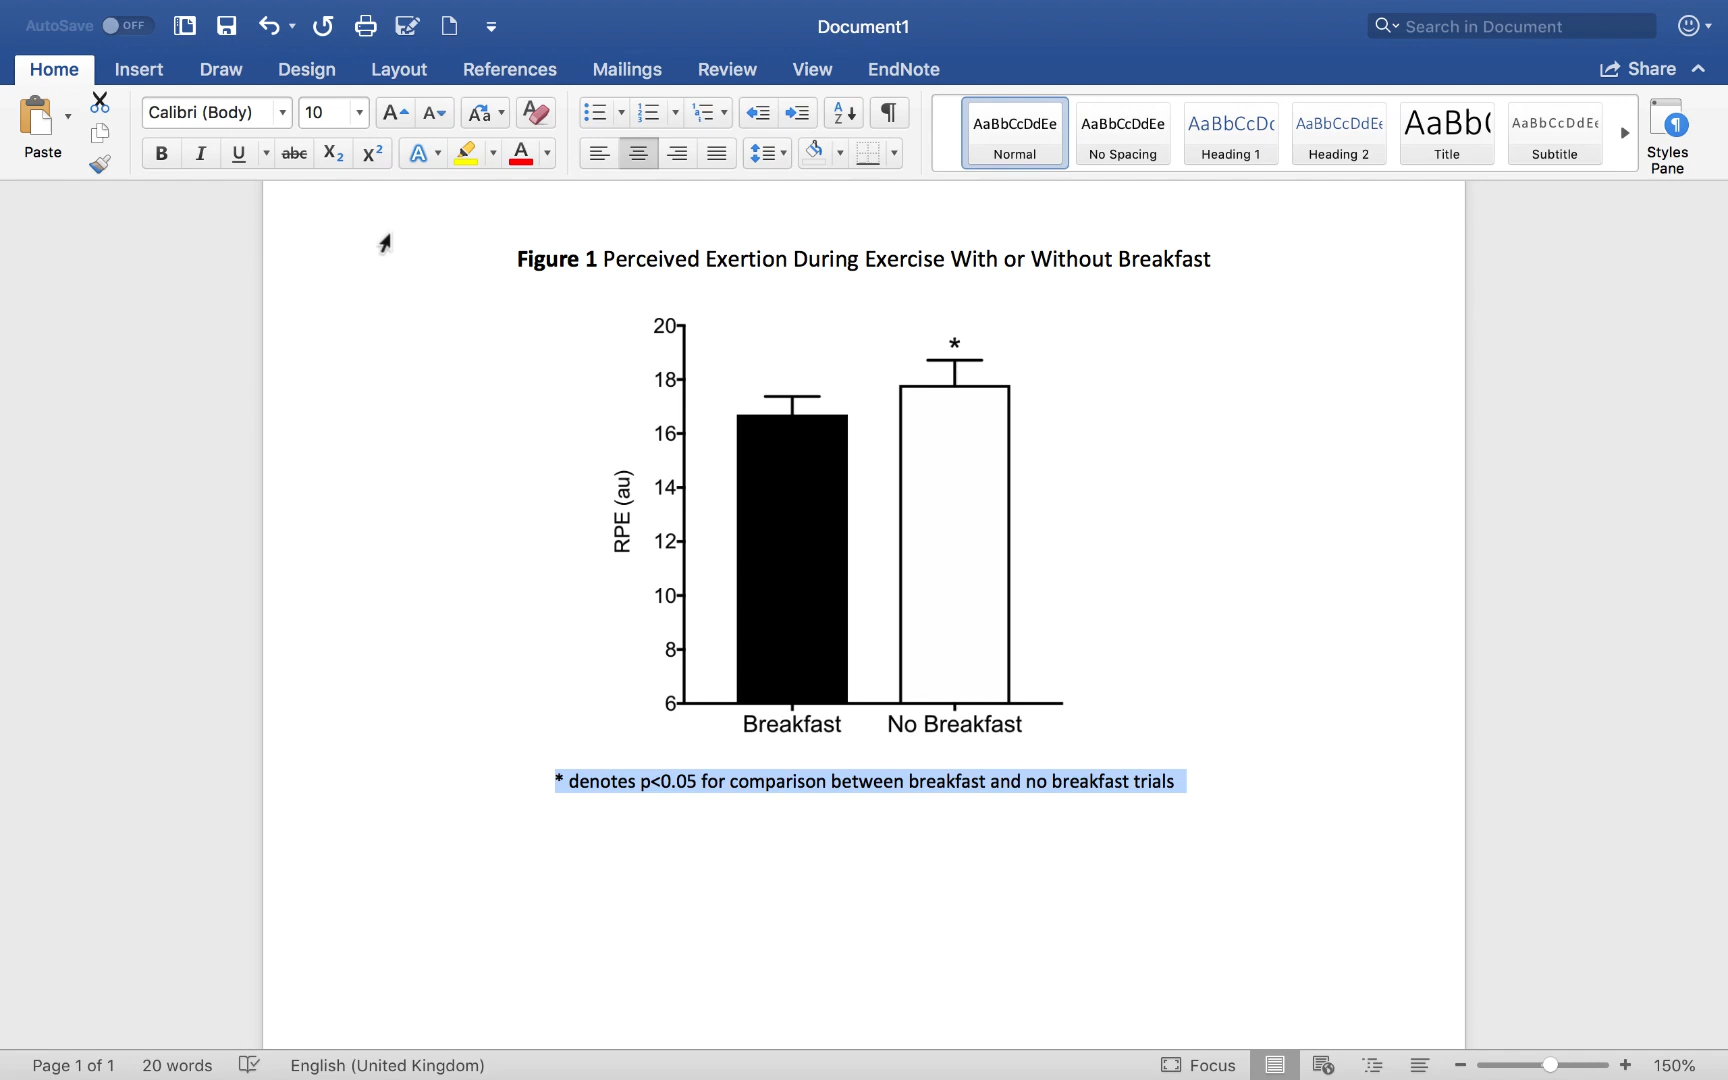 AutoSave OFF
Document1
Search in Document
Home Insert Draw Design Layout References Mailings Review View EndNote
Share
Paste
Calibri (Body) 10
AaBbCcDdEe AaBbCcDdEe AaBbCcDc AaBbCcDdEe AaBb( AaBbCcDdEe
Normal No Spacing Heading 1 Heading 2 Title Subtitle
Styles
Pane
Figure 1 Perceived Exertion During Exercise With or Without Breakfast
20
*
18
16
14
RPE (au)
12
10
8
6
Breakfast No Breakfast
* denotes p<0.05 for comparison between breakfast and no breakfast trials
Page 1 of 1 20 words English (United Kingdom) Focus 150%